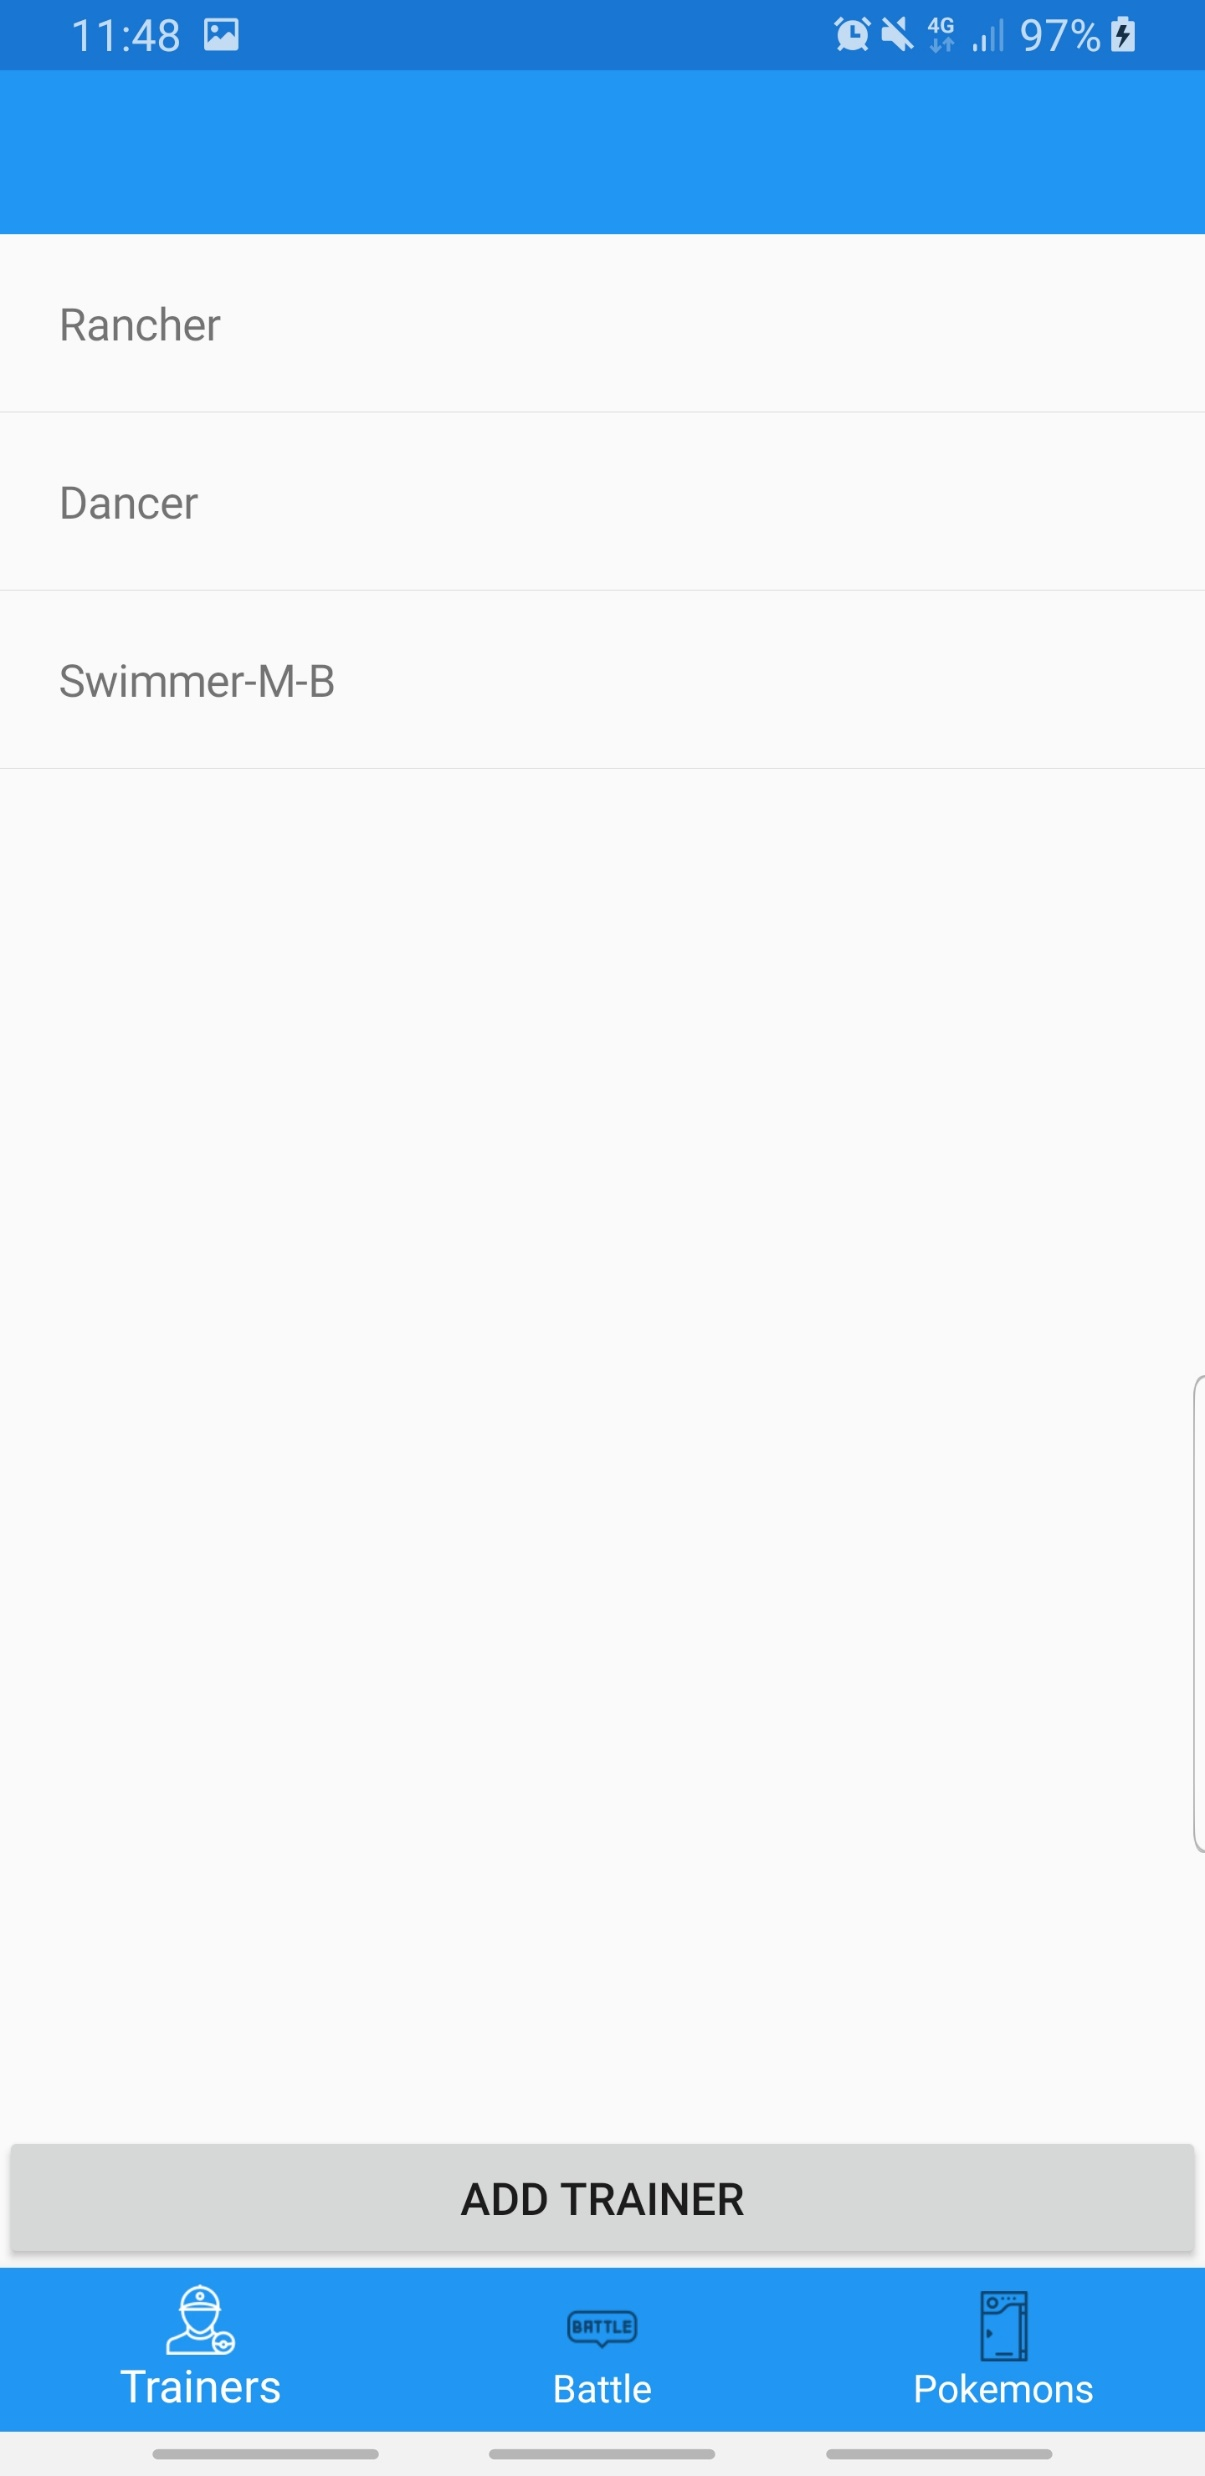 11:48 4G 97%
Rancher
Dancer
Swimmer-M-B
ADD TRAINER
BATTLE
Trainers Battle Pokemons